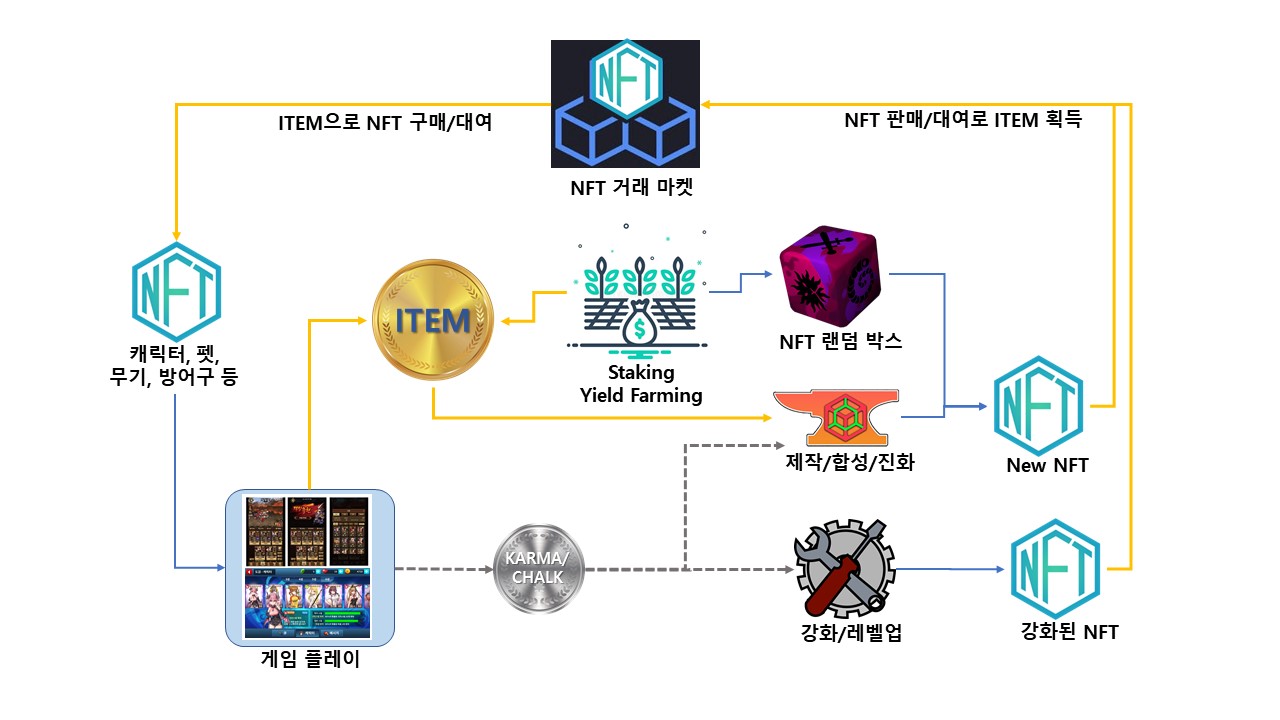 NFT
ITEM으로 NFT 구매/대여
NFT 판매/대여로 ITEM 획득
NFT 거래 마켓
NFT
캐릭터, 펫,
무기, 방어구 등
ITEM
$
Staking
Yield Farming
NFT 랜덤 박스
제작/합성/진화
NFT
New NFT
KARMA/
CHALK
게임 플레이
강화/레벨업
NFT
강화된 NFT